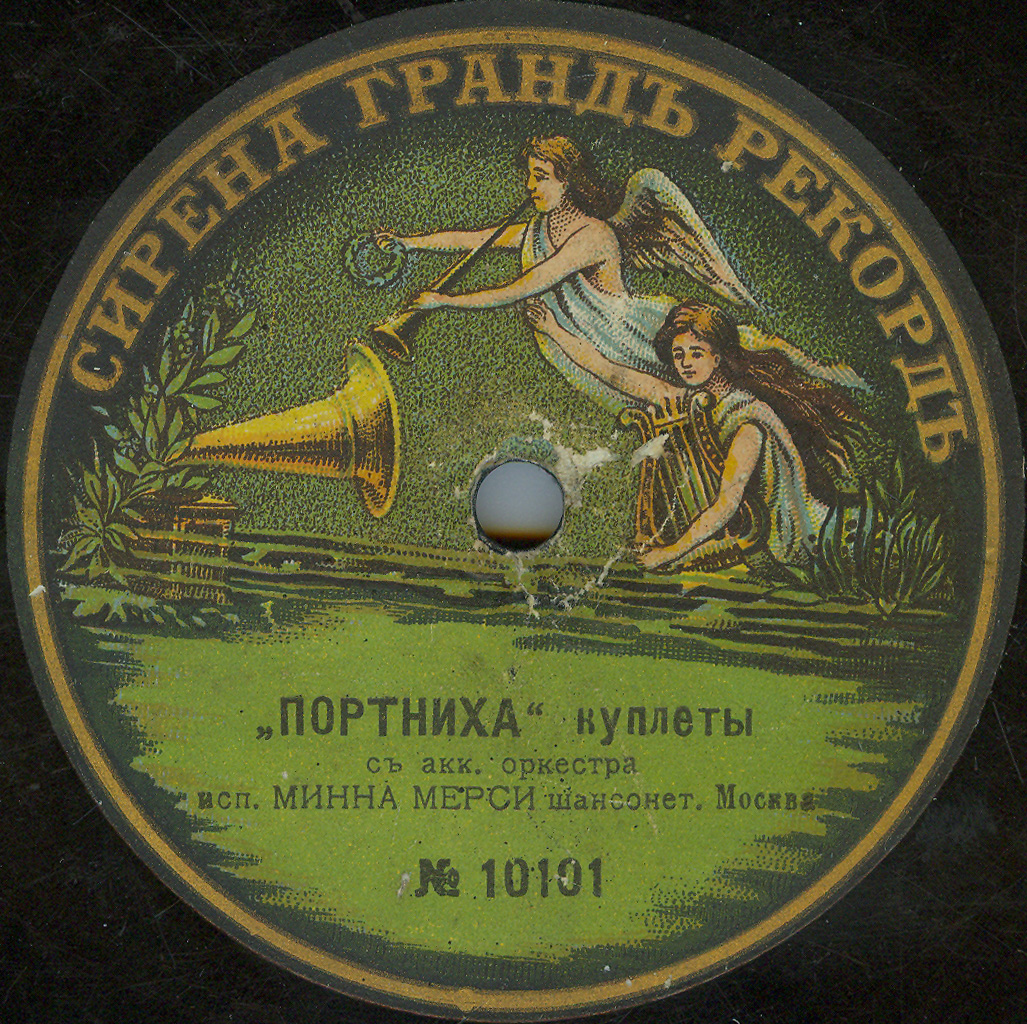 СИРЕНА ГРАНДЪ РЕКОРДЪ
„ПОРТНИХА“ куплеты
съ акк. оркестра
исп. МИННА МЕРСИ шансонет. Москва
№ 10101